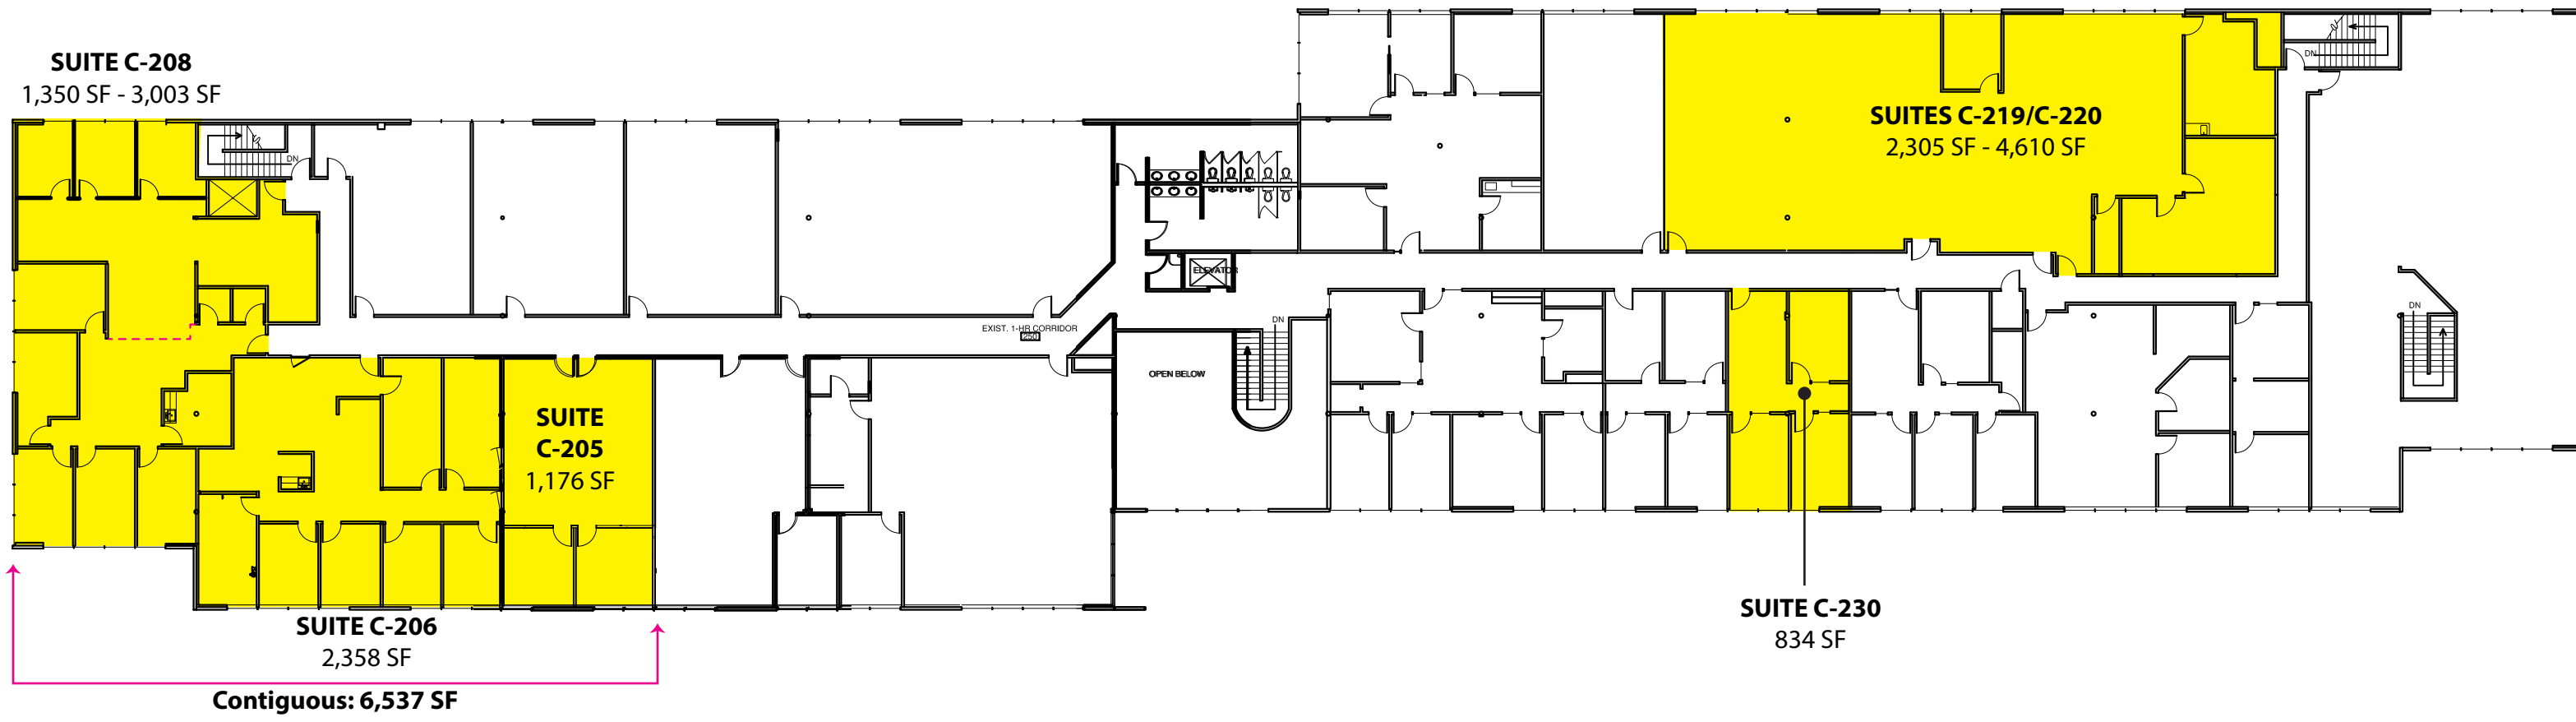 SUITE C-208
1,350 SF - 3,003 SF
DN
SUITES C-219/C-220
2,305 SF - 4,610 SF
DN
ELEVATOR
EXIST. 1-HR CORRIDOR
250
DN
OPEN BELOW
DN
SUITE
C-205
1,176 SF
SUITE C-206
2,358 SF
Contiguous: 6,537 SF
SUITE C-230
834 SF